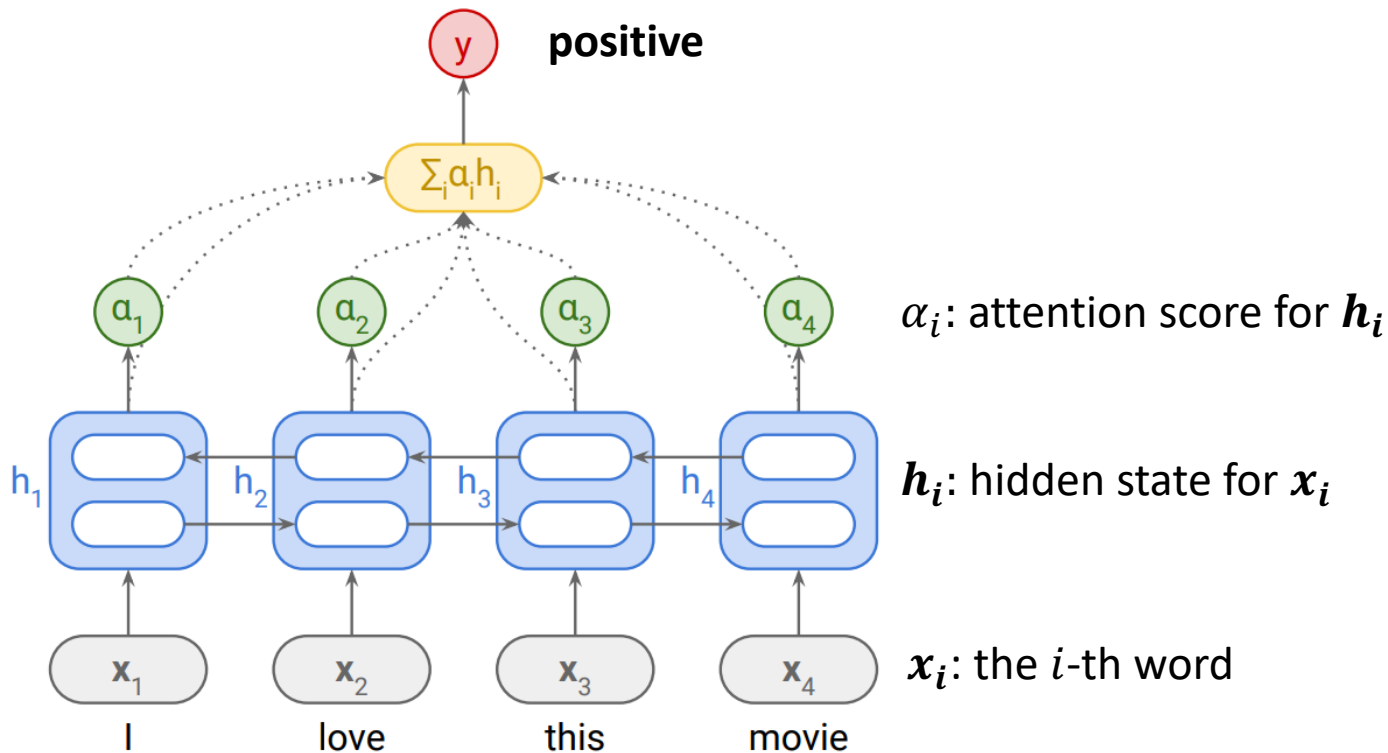 y positive
∑ᵢαᵢhᵢ
α₁ α₂ α₃ α₄ αᵢ: attention score for hᵢ
h₁ h₂ h₃ h₄ hᵢ: hidden state for xᵢ
x₁ x₂ x₃ x₄ xᵢ: the i-th word
I love this movie